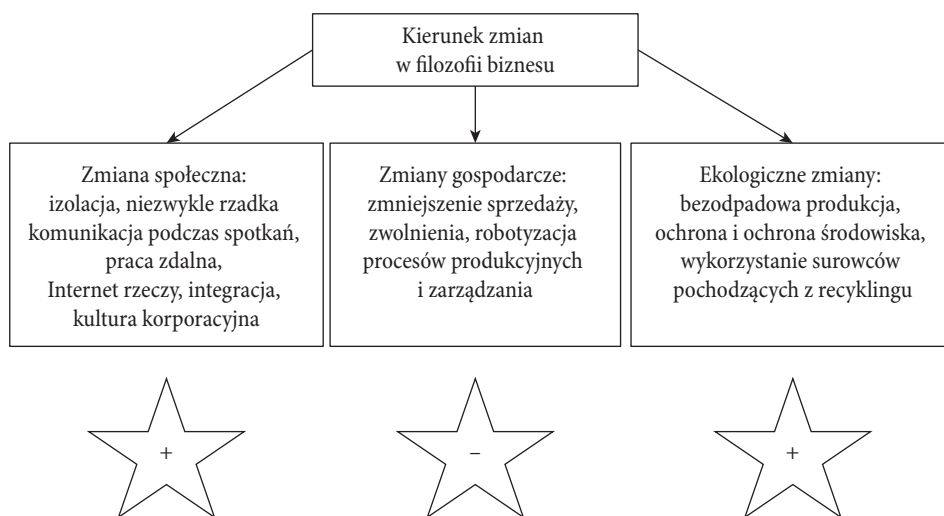 Kierunek zmian
w filozofii biznesu
Zmiana społeczna:
izolacja, niezwykle rzadka
komunikacja podczas spotkań,
praca zdalna,
Internet rzeczy, integracja,
kultura korporacyjna
Zmiany gospodarcze:
zmniejszenie sprzedaży,
zwolnienia, robotyzacja
procesów produkcyjnych
i zarządzania
Ekologiczne zmiany:
bezodpadowa produkcja,
ochrona i ochrona środowiska,
wykorzystanie surowców
pochodzących z recyklingu
+
–
+